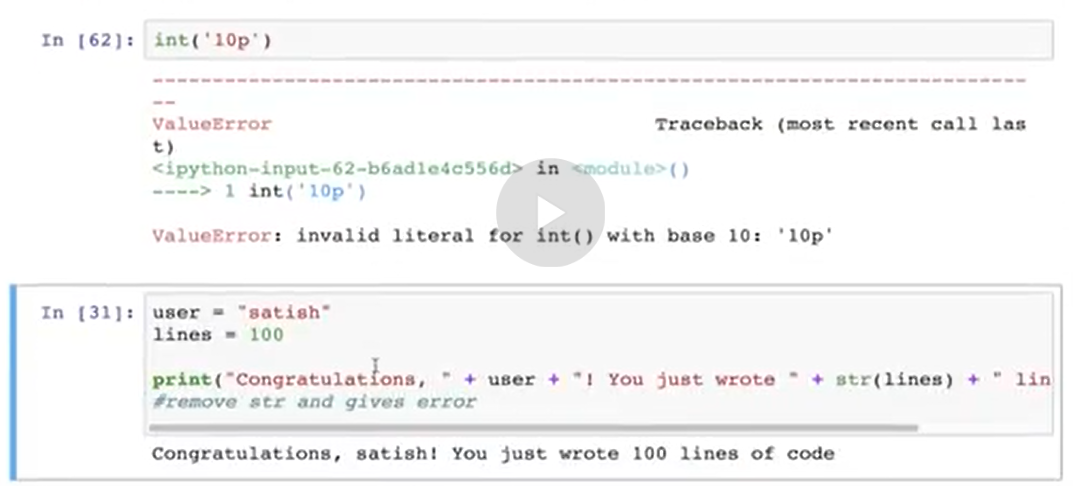 In [62]: int('10p')
---------------------------------------------------------------------------
--
ValueError Traceback (most recent call las
t)
<ipython-input-62-b6ad1e4c556d> in <module>()
----> 1 int('10p')
ValueError: invalid literal for int() with base 10: '10p'
In [31]: user = "satish"
lines = 100
print("Congratulations, " + user + "! You just wrote " + str(lines) + " lin
#remove str and gives error
Congratulations, satish! You just wrote 100 lines of code